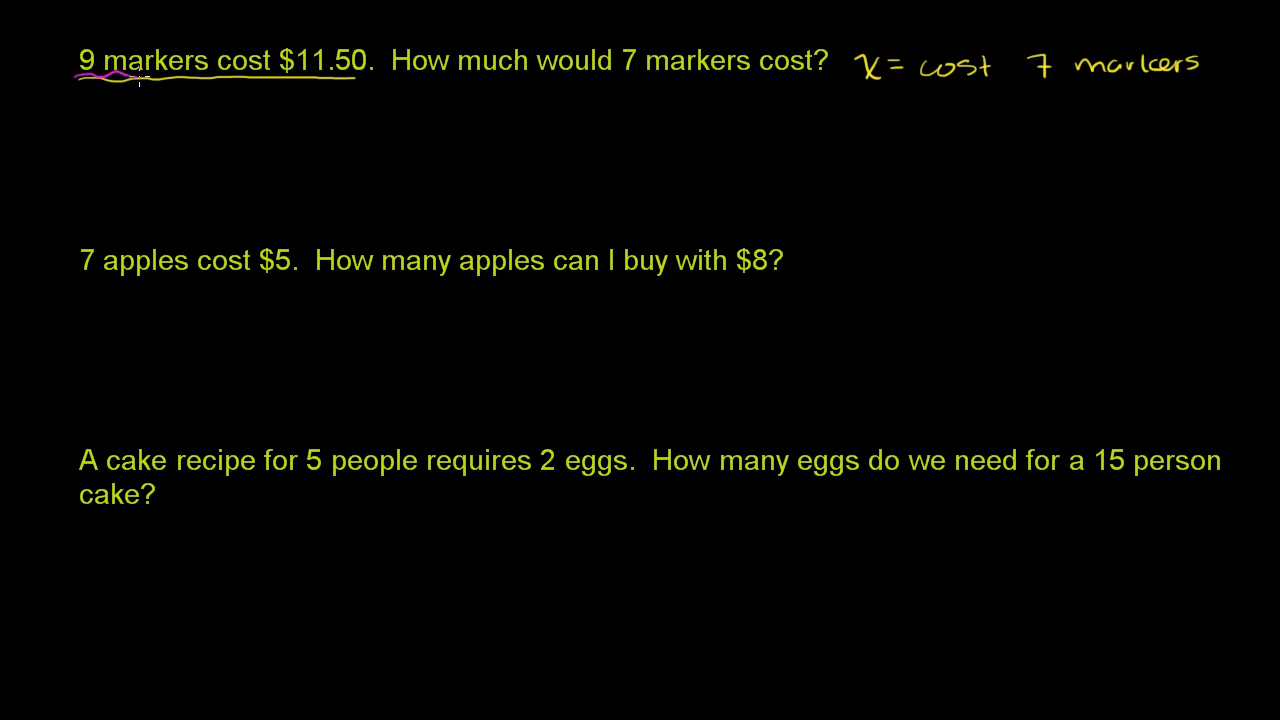 9 markers cost $11.50. How much would 7 markers cost? x = cost 7 markers
7 apples cost $5. How many apples can I buy with $8?
A cake recipe for 5 people requires 2 eggs. How many eggs do we need for a 15 person
cake?